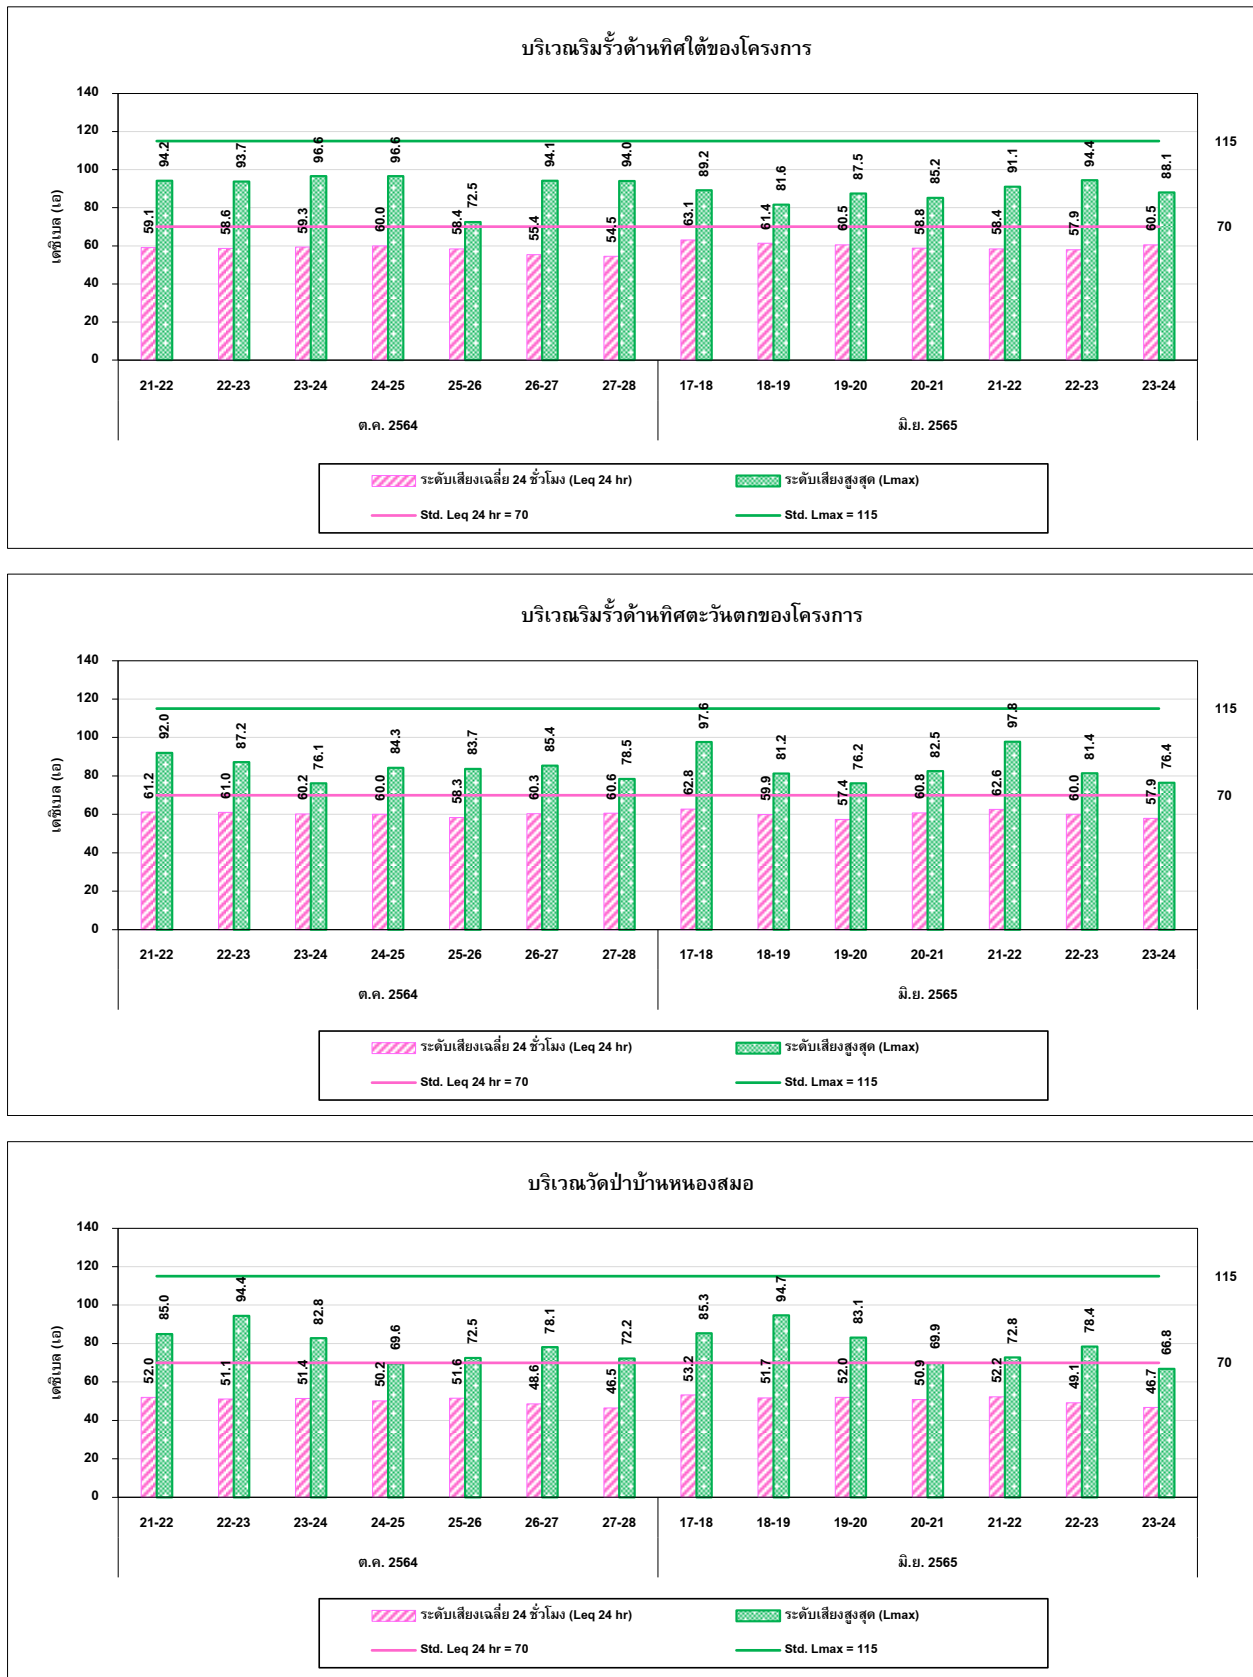 บริเวณริมรั้วด้านทิศใต้ของโครงการ
เดซิเบล (เอ)
140
120
100
80
60
40
20
0
115
70
59.1 94.2 58.6 93.7 59.3 96.6 60.0 96.6 58.4 72.5 55.4 94.1 54.5 94.0 63.1 89.2 61.4 81.6 60.5 87.5 58.8 85.2 58.4 91.1 57.9 94.4 60.5 88.1
21-22 22-23 23-24 24-25 25-26 26-27 27-28 17-18 18-19 19-20 20-21 21-22 22-23 23-24
ต.ค. 2564 มิ.ย. 2565
ระดับเสียงเฉลี่ย 24 ชั่วโมง (Leq 24 hr) ระดับเสียงสูงสุด (Lmax)
Std. Leq 24 hr = 70 Std. Lmax = 115
บริเวณริมรั้วด้านทิศตะวันตกของโครงการ
เดซิเบล (เอ)
140
120
100
80
60
40
20
0
115
70
61.2 92.0 61.0 87.2 60.2 76.1 60.0 84.3 58.3 83.7 60.3 85.4 60.6 78.5 62.8 97.6 59.9 81.2 57.4 76.2 60.8 82.5 62.6 97.8 60.0 81.4 57.9 76.4
21-22 22-23 23-24 24-25 25-26 26-27 27-28 17-18 18-19 19-20 20-21 21-22 22-23 23-24
ต.ค. 2564 มิ.ย. 2565
ระดับเสียงเฉลี่ย 24 ชั่วโมง (Leq 24 hr) ระดับเสียงสูงสุด (Lmax)
Std. Leq 24 hr = 70 Std. Lmax = 115
บริเวณวัดป่าบ้านหนองสมอ
เดซิเบล (เอ)
140
120
100
80
60
40
20
0
115
70
52.0 85.0 51.1 94.4 51.4 82.8 50.2 69.6 51.6 72.5 48.6 78.1 46.5 72.2 53.2 85.3 51.7 94.7 52.0 83.1 50.9 69.9 52.2 72.8 49.1 78.4 46.7 66.8
21-22 22-23 23-24 24-25 25-26 26-27 27-28 17-18 18-19 19-20 20-21 21-22 22-23 23-24
ต.ค. 2564 มิ.ย. 2565
ระดับเสียงเฉลี่ย 24 ชั่วโมง (Leq 24 hr) ระดับเสียงสูงสุด (Lmax)
Std. Leq 24 hr = 70 Std. Lmax = 115